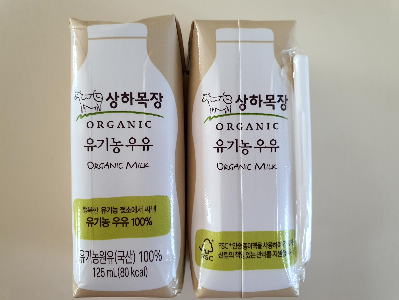 상하목장
ORGANIC
유기농 우유
ORGANIC MILK
유기농 우유 100%
유기농원유(국산) 100%
125 ml(80 kcal)
상하목장
ORGANIC
유기농 우유
ORGANIC MILK
FSC